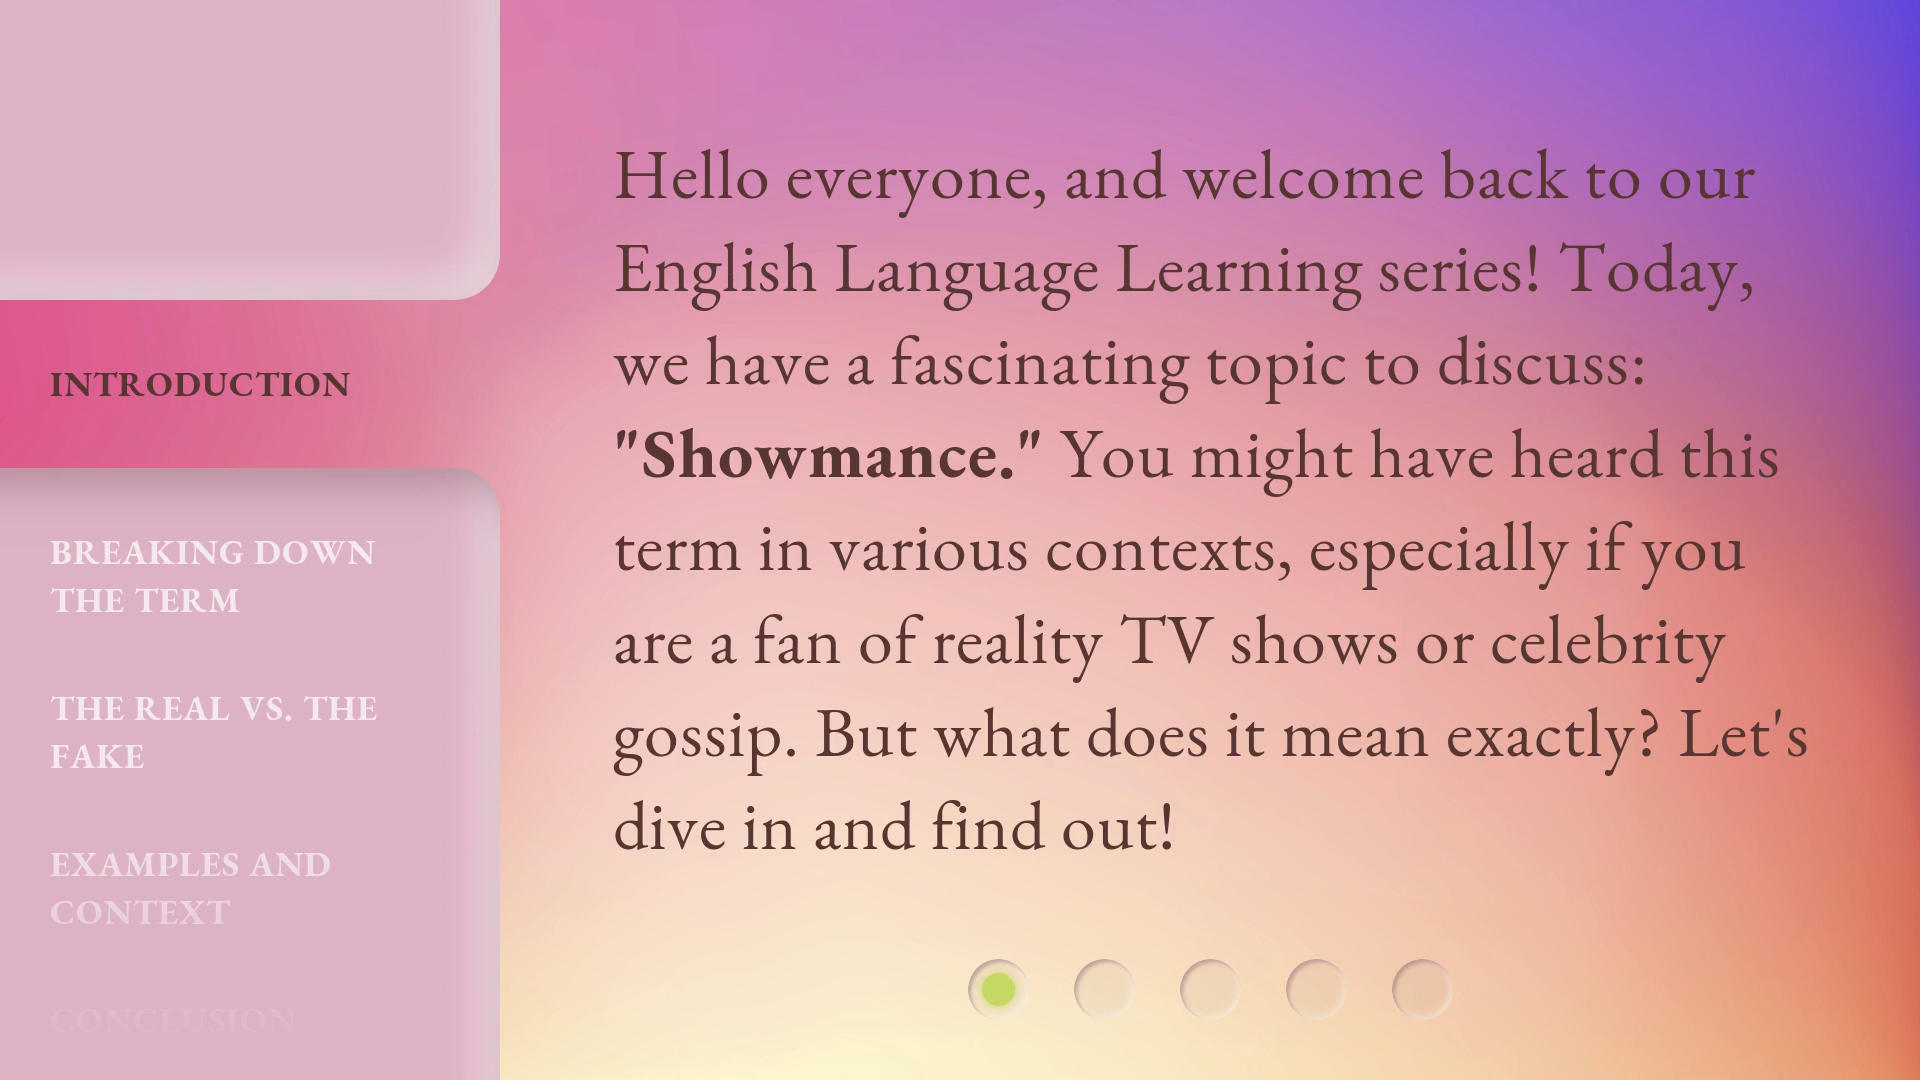 INTRODUCTION
BREAKING DOWN
THE TERM
THE REAL VS. THE
FAKE
EXAMPLES AND
CONTEXT
CONCLUSION
Hello everyone, and welcome back to our
English Language Learning series! Today,
we have a fascinating topic to discuss:
"Showmance." You might have heard this
term in various contexts, especially if you
are a fan of reality TV shows or celebrity
gossip. But what does it mean exactly? Let's
dive in and find out!